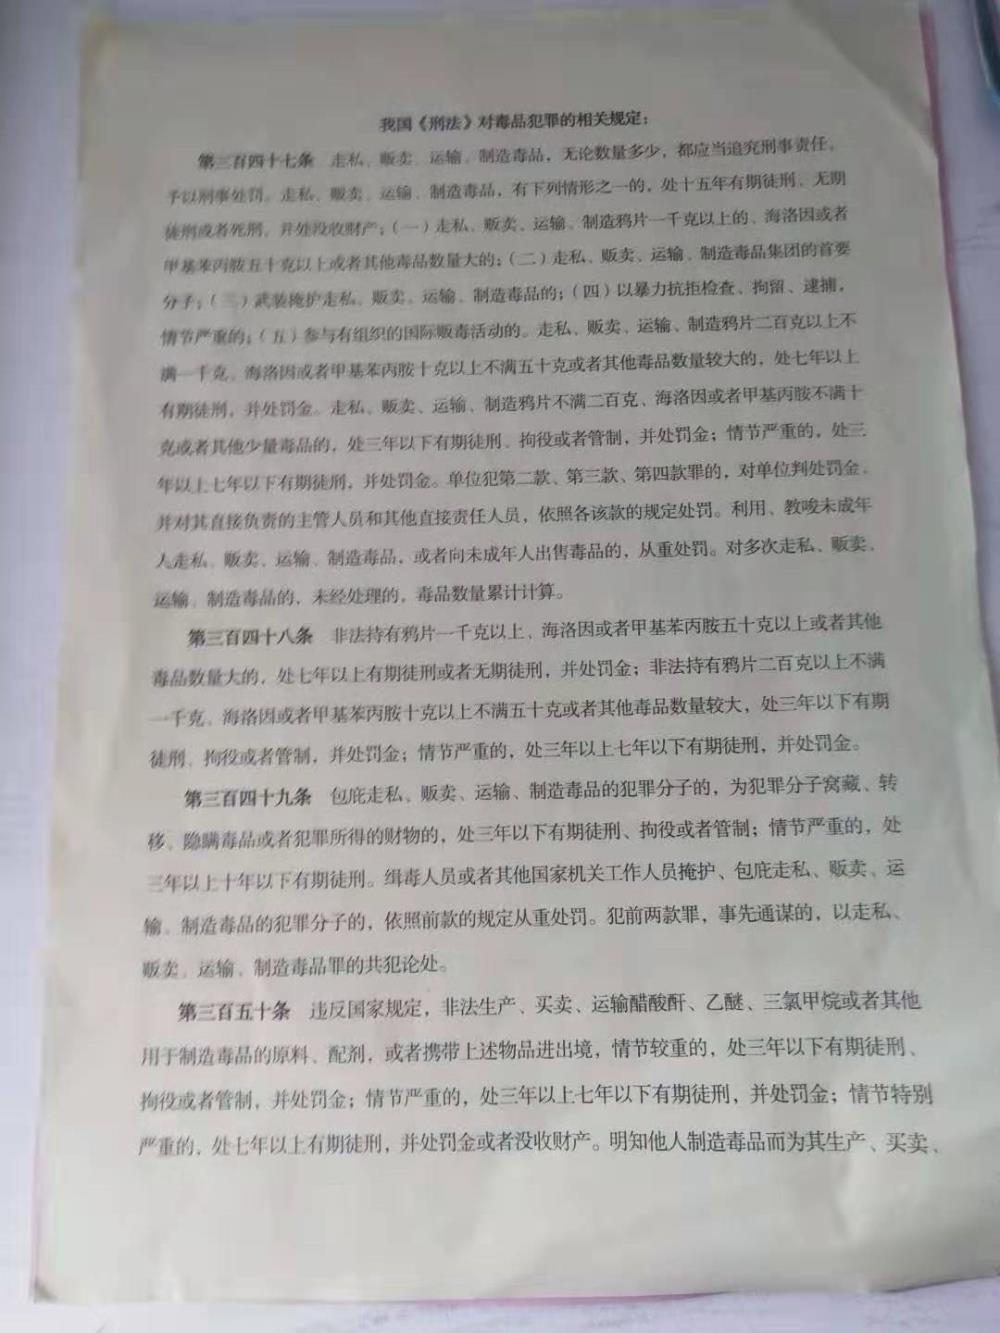 我国《刑法》对毒品犯罪的相关规定：
第三百四十七条　走私、贩卖、运输、制造毒品，无论数量多少，都应当追究刑事责任，
予以刑事处罚。走私、贩卖、运输、制造毒品，有下列情形之一的，处十五年有期徒刑、无期
徒刑或者死刑，并处没收财产；（一）走私、贩卖、运输、制造鸦片一千克以上的、海洛因或者
甲基苯丙胺五十克以上或者其他毒品数量大的；（二）走私、贩卖、运输、制造毒品集团的首要
分子；（三）武装掩护走私、贩卖、运输、制造毒品的；（四）以暴力抗拒检查、拘留、逮捕，
情节严重的；（五）参与有组织的国际贩毒活动的。走私、贩卖、运输、制造鸦片二百克以上不
满一千克、海洛因或者甲基苯丙胺十克以上不满五十克或者其他毒品数量较大的，处七年以上
有期徒刑，并处罚金。走私、贩卖、运输、制造鸦片不满二百克、海洛因或者甲基苯丙胺不满十
克或者其他少量毒品的，处三年以下有期徒刑、拘役或者管制，并处罚金；情节严重的，处三
年以上七年以下有期徒刑，并处罚金。单位犯第二款、第三款、第四款罪的，对单位判处罚金，
并对其直接负责的主管人员和其他直接责任人员，依照各该款的规定处罚。利用、教唆未成年
人走私、贩卖、运输、制造毒品，或者向未成年人出售毒品的，从重处罚。对多次走私、贩卖、
运输、制造毒品的，未经处理的，毒品数量累计计算。
第三百四十八条　非法持有鸦片一千克以上、海洛因或者甲基苯丙胺五十克以上或者其他
毒品数量大的，处七年以上有期徒刑或者无期徒刑，并处罚金；非法持有鸦片二百克以上不满
一千克、海洛因或者甲基苯丙胺十克以上不满五十克或者其他毒品数量较大，处三年以下有期
徒刑、拘役或者管制，并处罚金；情节严重的，处三年以上七年以下有期徒刑，并处罚金。
第三百四十九条　包庇走私、贩卖、运输、制造毒品的犯罪分子的，为犯罪分子窝藏、转
移、隐瞒毒品或者犯罪所得的财物的，处三年以下有期徒刑、拘役或者管制；情节严重的，处
三年以上十年以下有期徒刑。缉毒人员或者其他国家机关工作人员掩护、包庇走私、贩卖、运
输、制造毒品的犯罪分子的，依照前款的规定从重处罚。犯前两款罪，事先通谋的，以走私、
贩卖、运输、制造毒品罪的共犯论处。
第三百五十条　违反国家规定，非法生产、买卖、运输醋酸酐、乙醚、三氯甲烷或者其他
用于制造毒品的原料、配剂，或者携带上述物品进出境，情节较重的，处三年以下有期徒刑、
拘役或者管制，并处罚金；情节严重的，处三年以上七年以下有期徒刑，并处罚金；情节特别
严重的，处七年以上有期徒刑，并处罚金或者没收财产。明知他人制造毒品而为其生产、买卖、